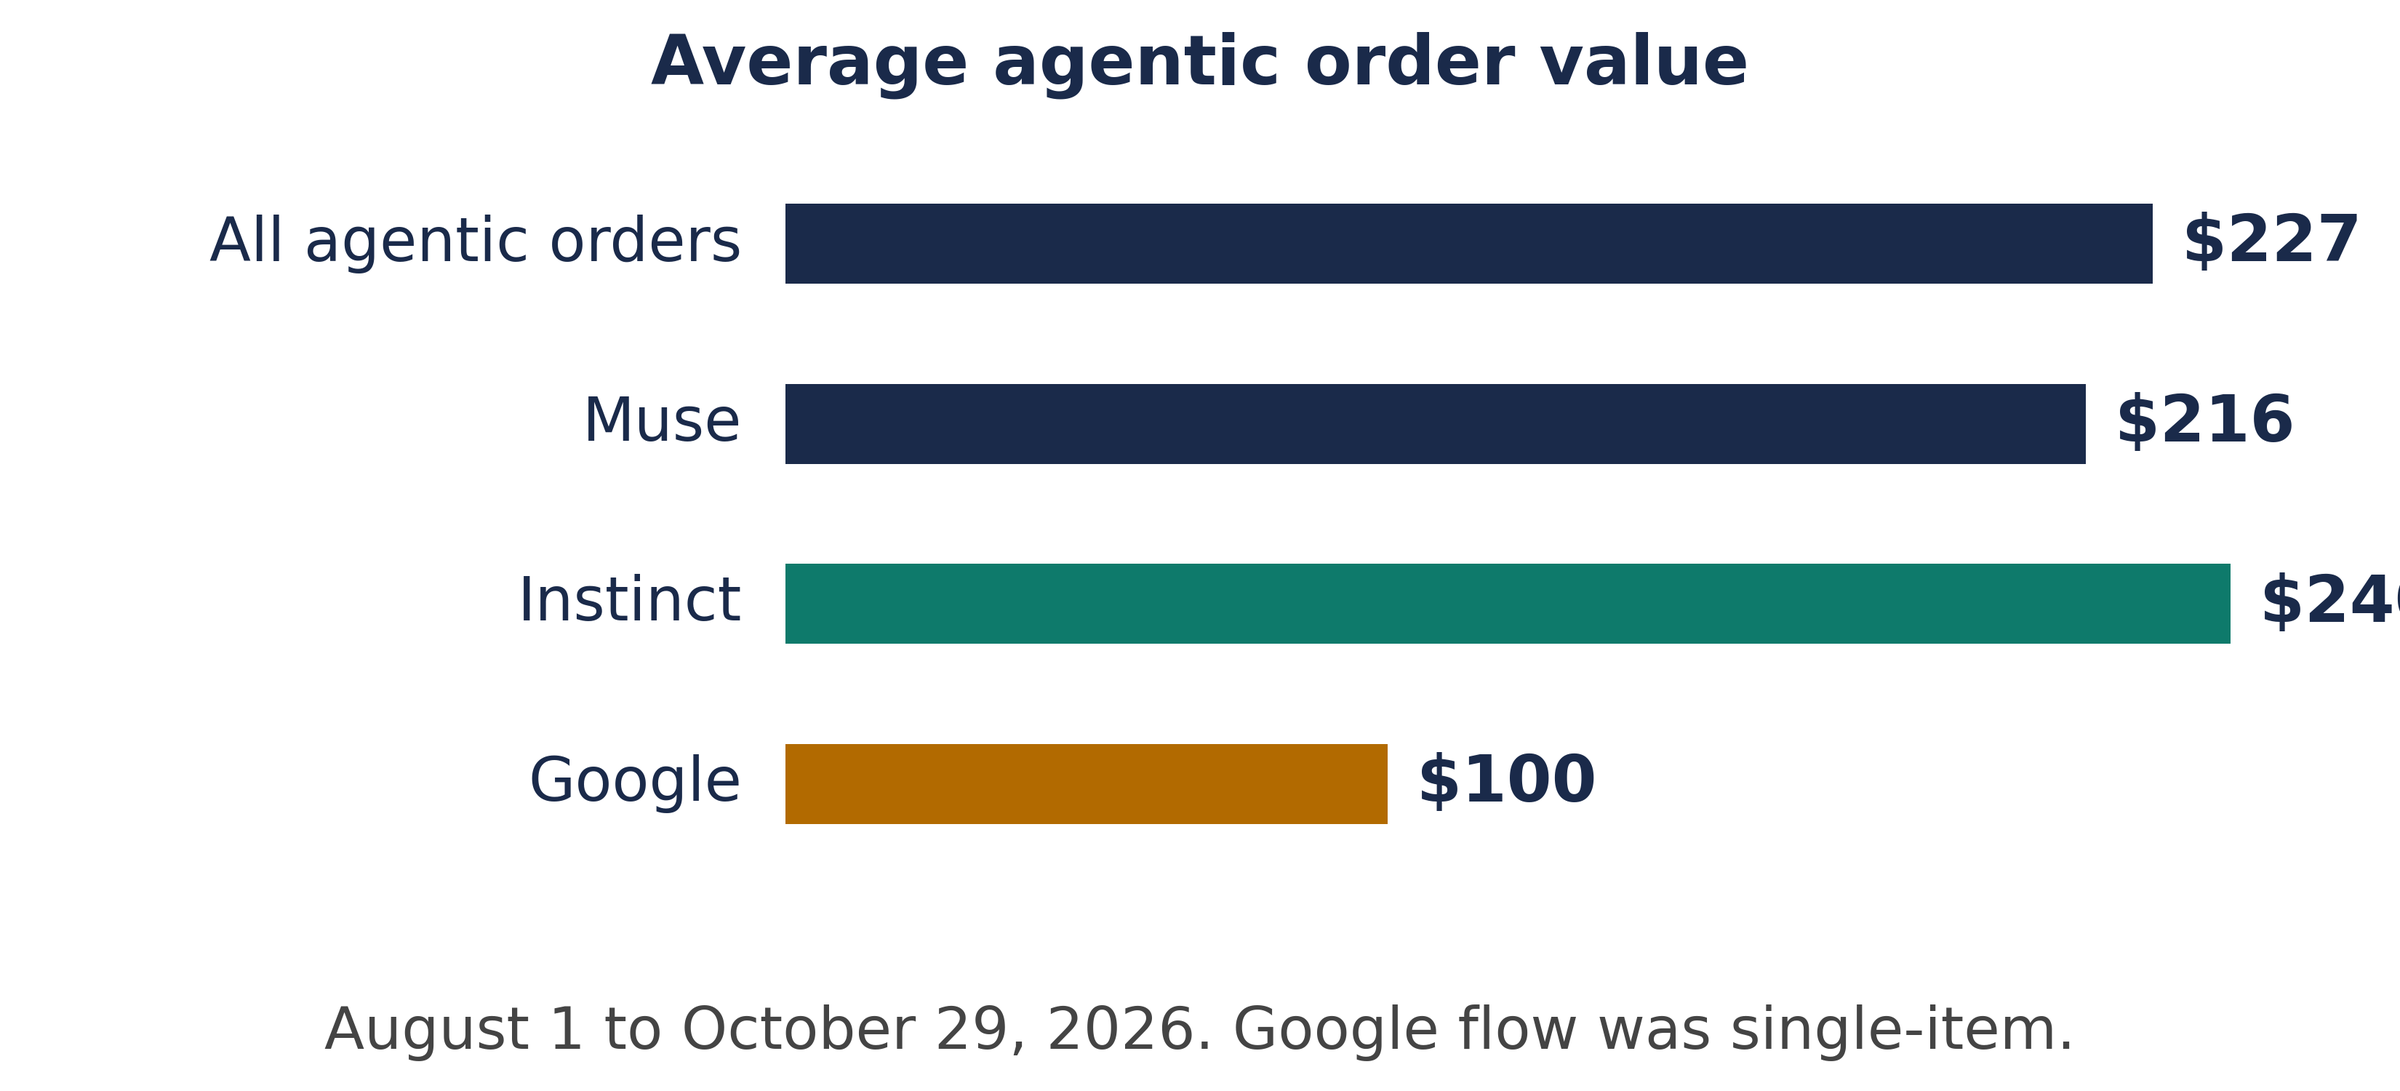 Average agentic order value
All agentic orders $227
Muse $216
Instinct
Google $100
August 1 to October 29, 2026. Google flow was single-item.